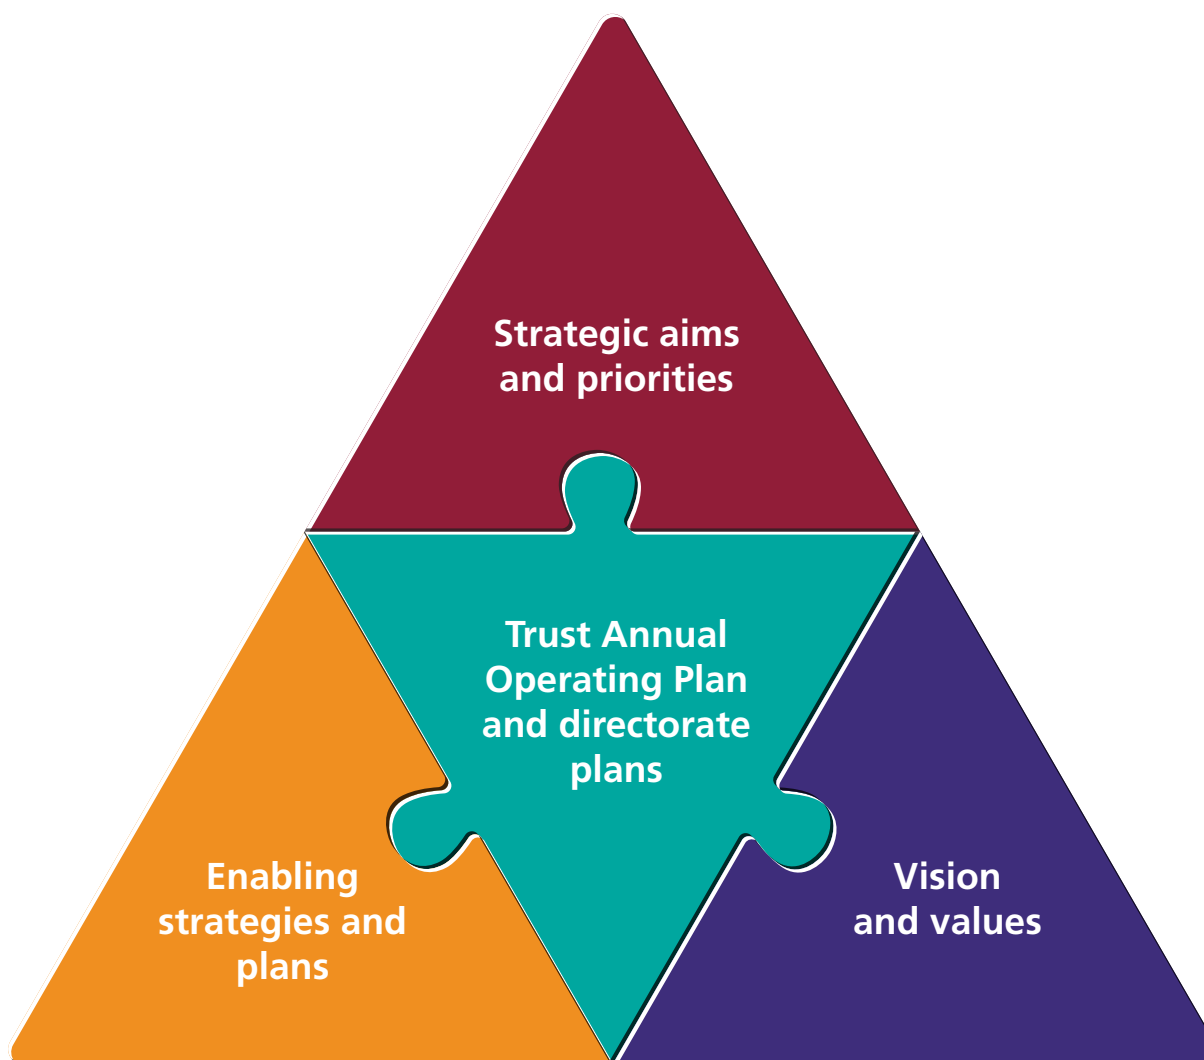 Strategic aims
and priorities
Trust Annual
Operating Plan
and directorate
plans
Enabling
strategies and
plans
Vision
and values